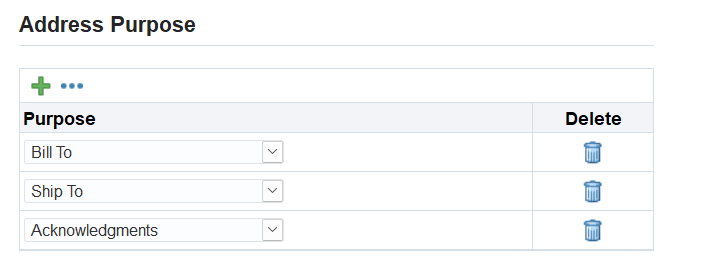 Address Purpose
Purpose Delete
Bill To
Ship To
Acknowledgments